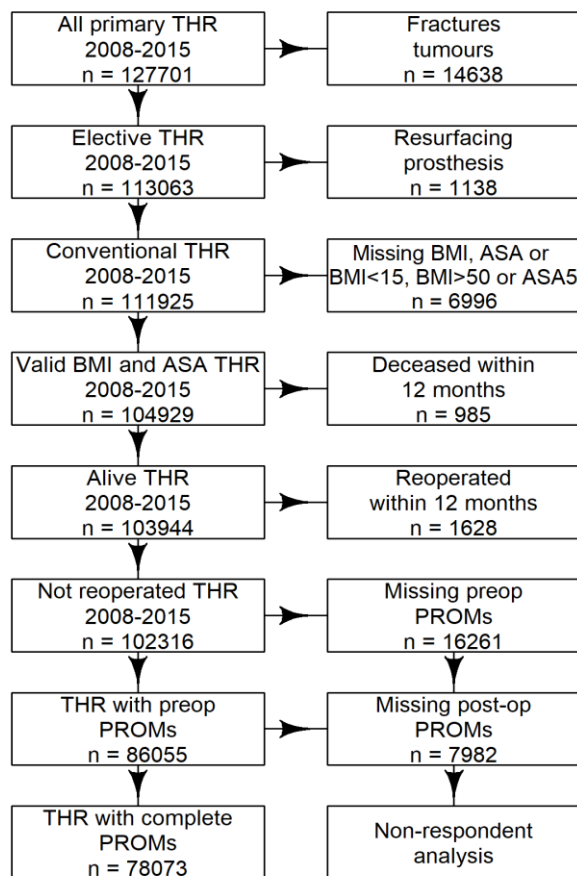 All primary THR
2008-2015
n = 127701
Fractures
tumours
n = 14638
Elective THR
2008-2015
n = 113063
Resurfacing
prosthesis
n = 1138
Conventional THR
2008-2015
n = 111925
Missing BMI, ASA or
BMI<15, BMI>50 or ASA5
n = 6996
Valid BMI and ASA THR
2008-2015
n = 104929
Deceased within
12 months
n = 985
Alive THR
2008-2015
n = 103944
Reoperated
within 12 months
n = 1628
Not reoperated THR
2008-2015
n = 102316
Missing preop
PROMs
n = 16261
THR with preop
PROMs
n = 86055
Missing post-op
PROMs
n = 7982
THR with complete
PROMs
n = 78073
Non-respondent
analysis